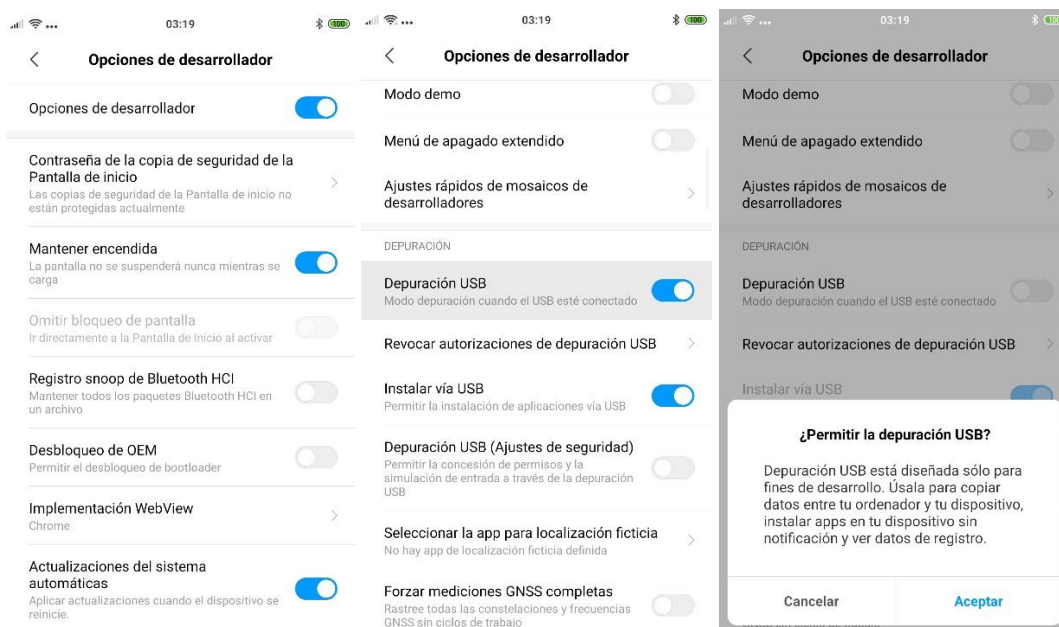 03:19
100
Opciones de desarrollador
Opciones de desarrollador
Contraseña de la copia de seguridad de la
Pantalla de inicio
Las copias de seguridad de la Pantalla de inicio no
están protegidas actualmente
Mantener encendida
La pantalla no se suspenderá nunca mientras se
carga
Omitir bloqueo de pantalla
Ir directamente a la Pantalla de Inicio al activar
Registro snoop de Bluetooth HCI
Mantener todos los paquetes Bluetooth HCI en
un archivo
Desbloqueo de OEM
Permitir el desbloqueo de bootloader
Implementación WebView
Chrome
Actualizaciones del sistema
automáticas
Aplicar actualizaciones cuando el dispositivo se
reinicie.
03:19
100
Opciones de desarrollador
Modo demo
Menú de apagado extendido
Ajustes rápidos de mosaicos de
desarrolladores
DEPURACIÓN
Depuración USB
Modo depuración cuando el USB esté conectado
Revocar autorizaciones de depuración USB
Instalar vía USB
Permitir la instalación de aplicaciones vía USB
Depuración USB (Ajustes de seguridad)
Permitir la concesión de permisos y la
simulación de entrada a través de la depuración
USB
Seleccionar la app para localización ficticia
No hay app de localización ficticia definida
Forzar mediciones GNSS completas
Rastree todas las constelaciones y frecuencias
GNSS sin ciclos de trabajo
03:19
Opciones de desarrollador
Modo demo
Menú de apagado extendido
Ajustes rápidos de mosaicos de
desarrolladores
DEPURACIÓN
Depuración USB
Modo depuración cuando el USB esté conectado
Revocar autorizaciones de depuración USB
Instalar vía USB
¿Permitir la depuración USB?
Depuración USB está diseñada sólo para
fines de desarrollo. Úsala para copiar
datos entre tu ordenador y tu dispositivo,
instalar apps en tu dispositivo sin
notificación y ver datos de registro.
Cancelar
Aceptar